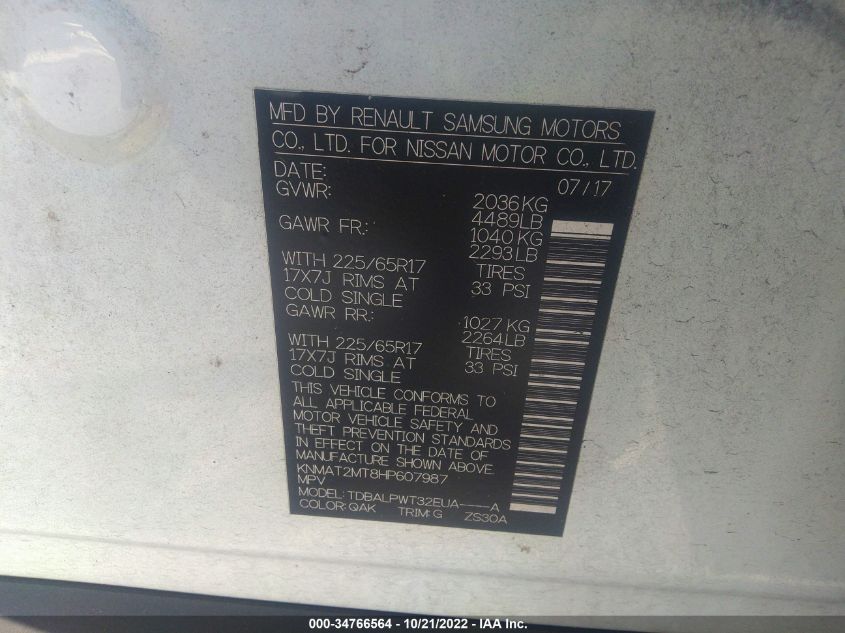 MFD BY RENAULT SAMSUNG MOTORS
CO., LTD. FOR NISSAN MOTOR CO., LTD.
DATE: 07/17
GVWR: 2036KG
4489LB
GAWR FR: 1040 KG
2293LB
WITH 225/65R17 TIRES
17X7J RIMS AT 33 PSI
COLD SINGLE
GAWR RR: 1027 KG
2264LB
WITH 225/65R17 TIRES
17X7J RIMS AT 33 PSI
COLD SINGLE
THIS VEHICLE CONFORMS TO
ALL APPLICABLE FEDERAL
MOTOR VEHICLE SAFETY AND
THEFT PREVENTION STANDARDS
IN EFFECT ON THE DATE OF
MANUFACTURE SHOWN ABOVE.
KNMAT2MT8HP607987
MPV
MODEL: TDBALPWT32EUA----A
COLOR: QAK TRIM: G ZS30A
000-34766564 - 10/21/2022 - IAA Inc.